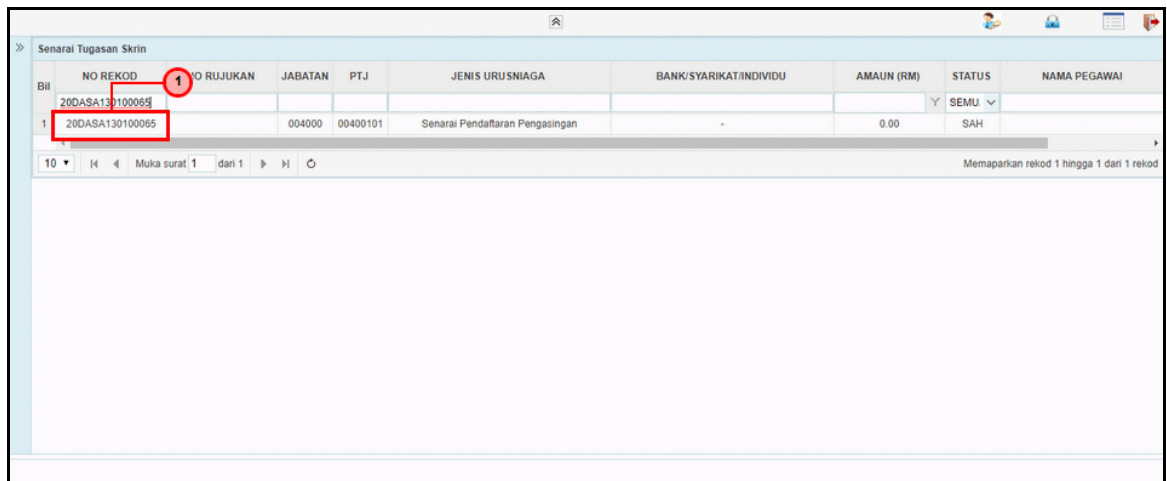 Senarai Tugasan Skrin
Bil NO REKOD 1 O RUJUKAN JABATAN PTJ JENIS URUSNIAGA BANK/SYARIKAT/INDIVIDU AMAUN (RM) STATUS NAMA PEGAWAI
20DASA130100065 SEMU.
1 20DASA130100065 004000 00400101 Senarai Pendaftaran Pengasingan - 0.00 SAH
10 Muka surat 1 dari 1 Memaparkan rekod 1 hingga 1 dari 1 rekod